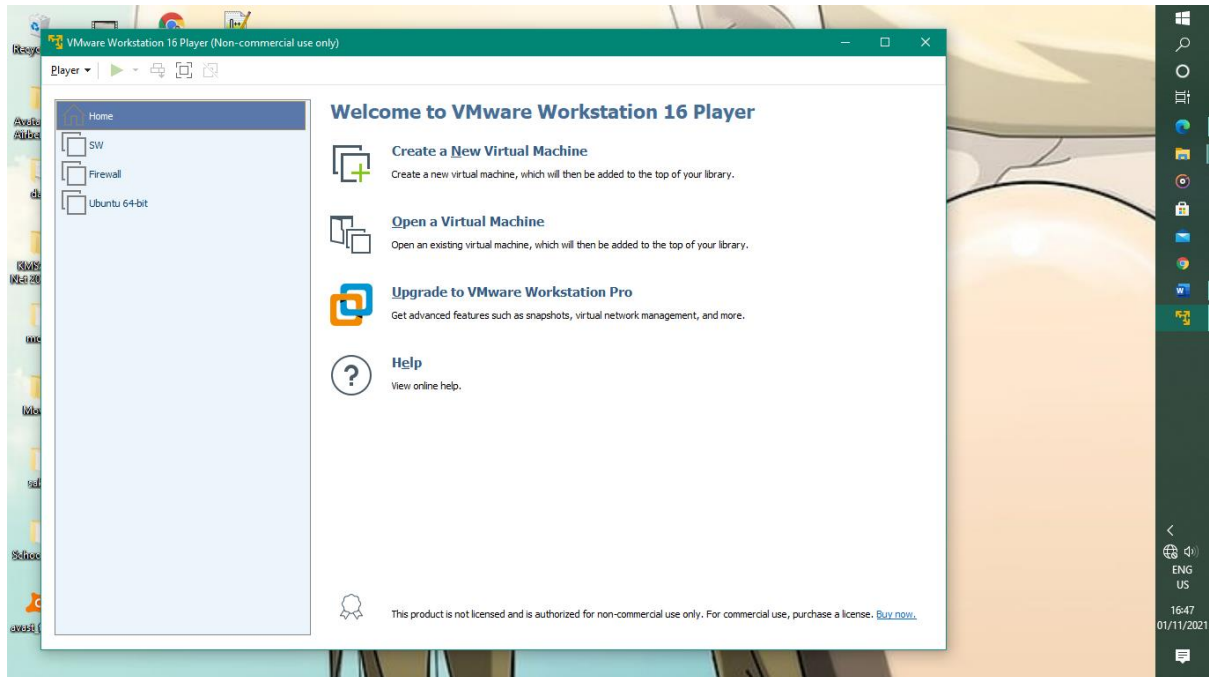 VMware Workstation 16 Player (Non-commercial use only)
Player
Home
SW
Firewall
Ubuntu 64-bit
Welcome to VMware Workstation 16 Player
Create a New Virtual Machine
Create a new virtual machine, which will then be added to the top of your library.
Open a Virtual Machine
Open an existing virtual machine, which will then be added to the top of your library.
Upgrade to VMware Workstation Pro
Get advanced features such as snapshots, virtual network management, and more.
Help
View online help.
This product is not licensed and is authorized for non-commercial use only. For commercial use, purchase a license. Buy now.
ENG
US
16:47
01/11/2021